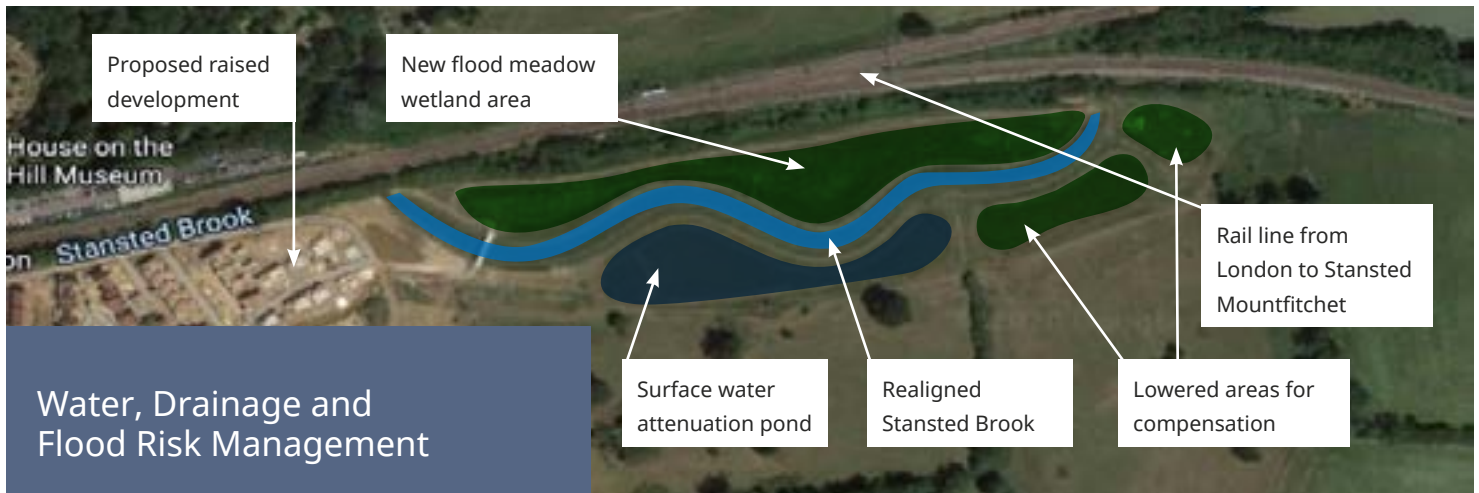 Proposed raised
development
New flood meadow
wetland area
House on the
Hill Museum
Stansted Brook
on
Rail line from
London to Stansted
Mountfitchet
Surface water
attenuation pond
Realigned
Stansted Brook
Lowered areas for
compensation
Water, Drainage and
Flood Risk Management